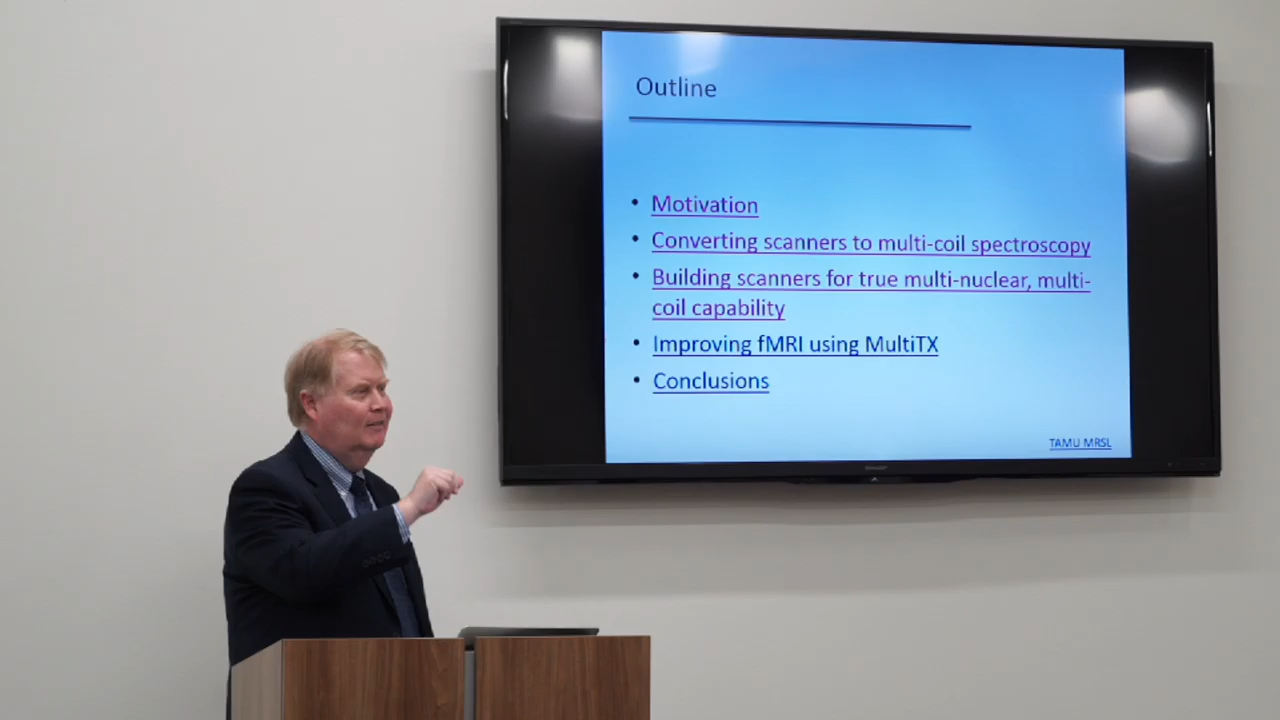 Outline
• Motivation
• Converting scanners to multi-coil spectroscopy
• Building scanners for true multi-nuclear, multi-
coil capability
• Improving fMRI using MultiTX
• Conclusions
TAMU MRSL